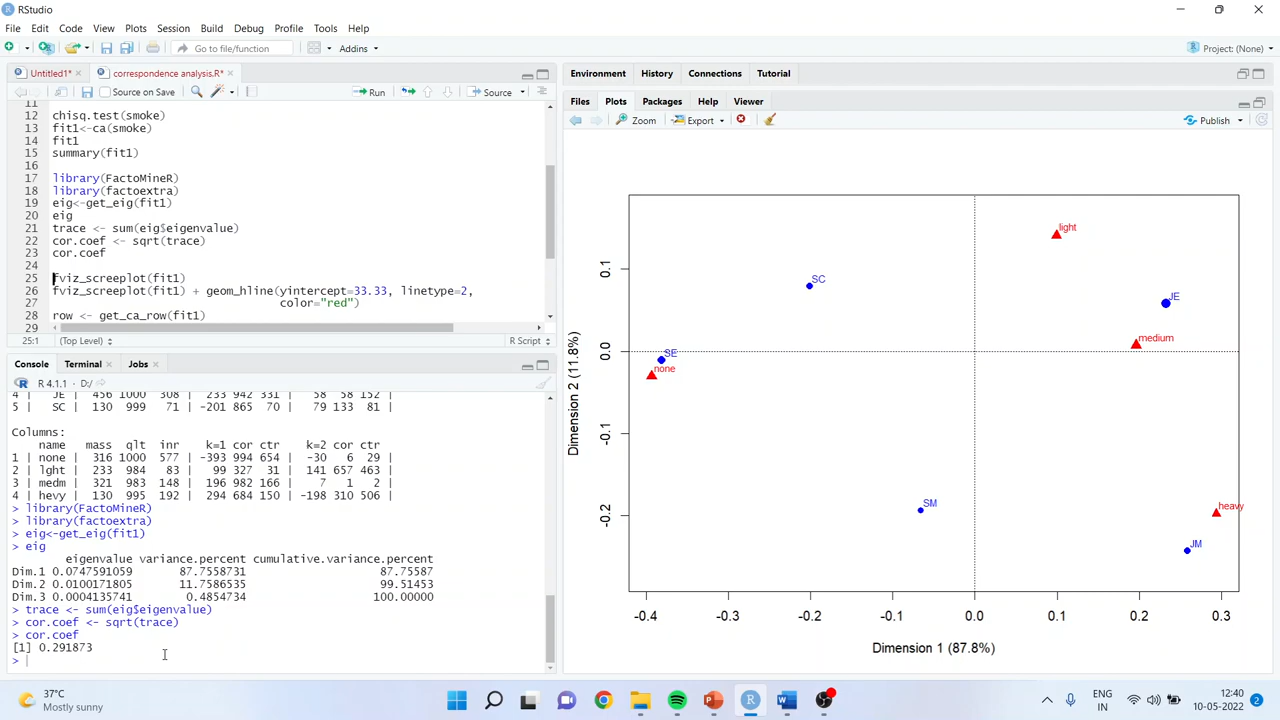 RStudio
File Edit Code View Plots Session Build Debug Profile Tools Help
Go to file/function Addins Project: (None)
Untitled1* correspondence analysis.R*
Source on Save Run Source
11
12 chisq.test(smoke)
13 fit1<-ca(smoke)
14 fit1
15 summary(fit1)
16
17 library(FactoMineR)
18 library(factoextra)
19 eig<-get_eig(fit1)
20 eig
21 trace <- sum(eig$eigenvalue)
22 cor.coef <- sqrt(trace)
23 cor.coef
24
25 fviz_screeplot(fit1)
26 fviz_screeplot(fit1) + geom_hline(yintercept=33.33, linetype=2,
27 color="red")
28 row <- get_ca_row(fit1)
29
25:1 (Top Level) R Script
Console Terminal Jobs
R 4.1.1 · D:/
4 | JE | 456 1000 308 | 233 942 331 | 58 58 152 |
5 | SC | 130 999 71 | -201 865 70 | 79 133 81 |
Columns:
name mass qlt inr k=1 cor ctr k=2 cor ctr
1 | none | 316 1000 577 | -393 994 654 | -30 6 29 |
2 | lght | 233 984 83 | 99 327 31 | 141 657 463 |
3 | medm | 321 983 148 | 196 982 166 | 7 1 2 |
4 | hevy | 130 995 192 | 294 684 150 | -198 310 506 |
> library(FactoMineR)
> library(factoextra)
> eig<-get_eig(fit1)
> eig
eigenvalue variance.percent cumulative.variance.percent
Dim.1 0.0747591059 87.7558731 87.75587
Dim.2 0.0100171805 11.7586535 99.51453
Dim.3 0.0004135741 0.4854734 100.00000
> trace <- sum(eig$eigenvalue)
> cor.coef <- sqrt(trace)
> cor.coef
[1] 0.291873
>
Environment History Connections Tutorial
Files Plots Packages Help Viewer
Zoom Export Publish
light
SC
JE
medium
SE
none
SM
heavy
JM
0.1
0.0
-0.1
-0.2
Dimension 2 (11.8%)
-0.4 -0.3 -0.2 -0.1 0.0 0.1 0.2 0.3
Dimension 1 (87.8%)
37°C
Mostly sunny
ENG
IN
12:40
10-05-2022
2